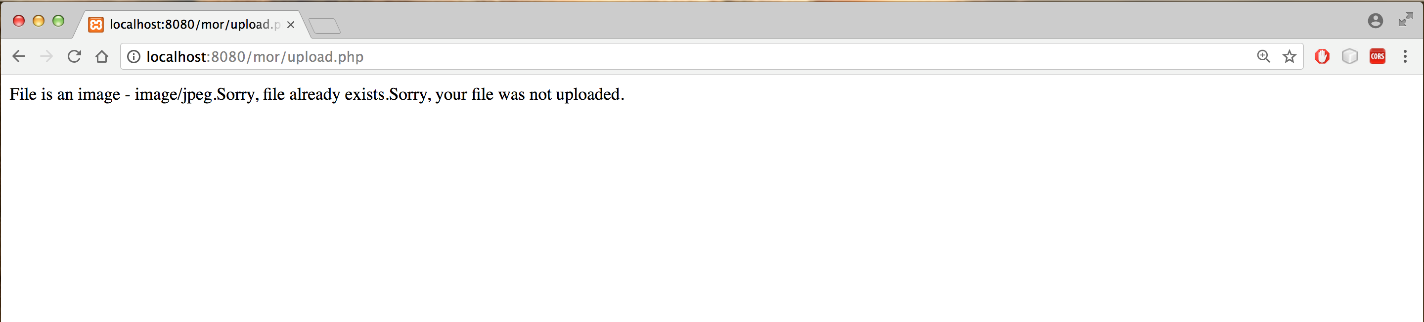 localhost:8080/mor/upload.p
localhost:8080/mor/upload.php
CORS
File is an image - image/jpeg.Sorry, file already exists.Sorry, your file was not uploaded.